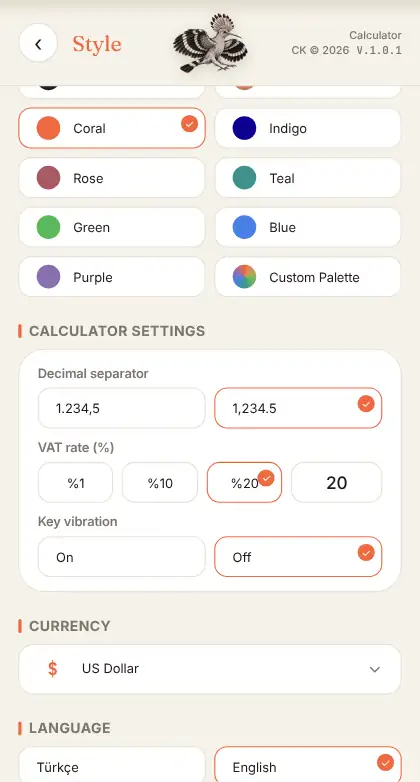 ‹ Style
Calculator
CK © 2026 V.1.0.1
Coral
Indigo
Rose
Teal
Green
Blue
Purple
Custom Palette
CALCULATOR SETTINGS
Decimal separator
1.234,5
1,234.5
VAT rate (%)
%1
%10
%20
20
Key vibration
On
Off
CURRENCY
$ US Dollar
LANGUAGE
Türkçe
English